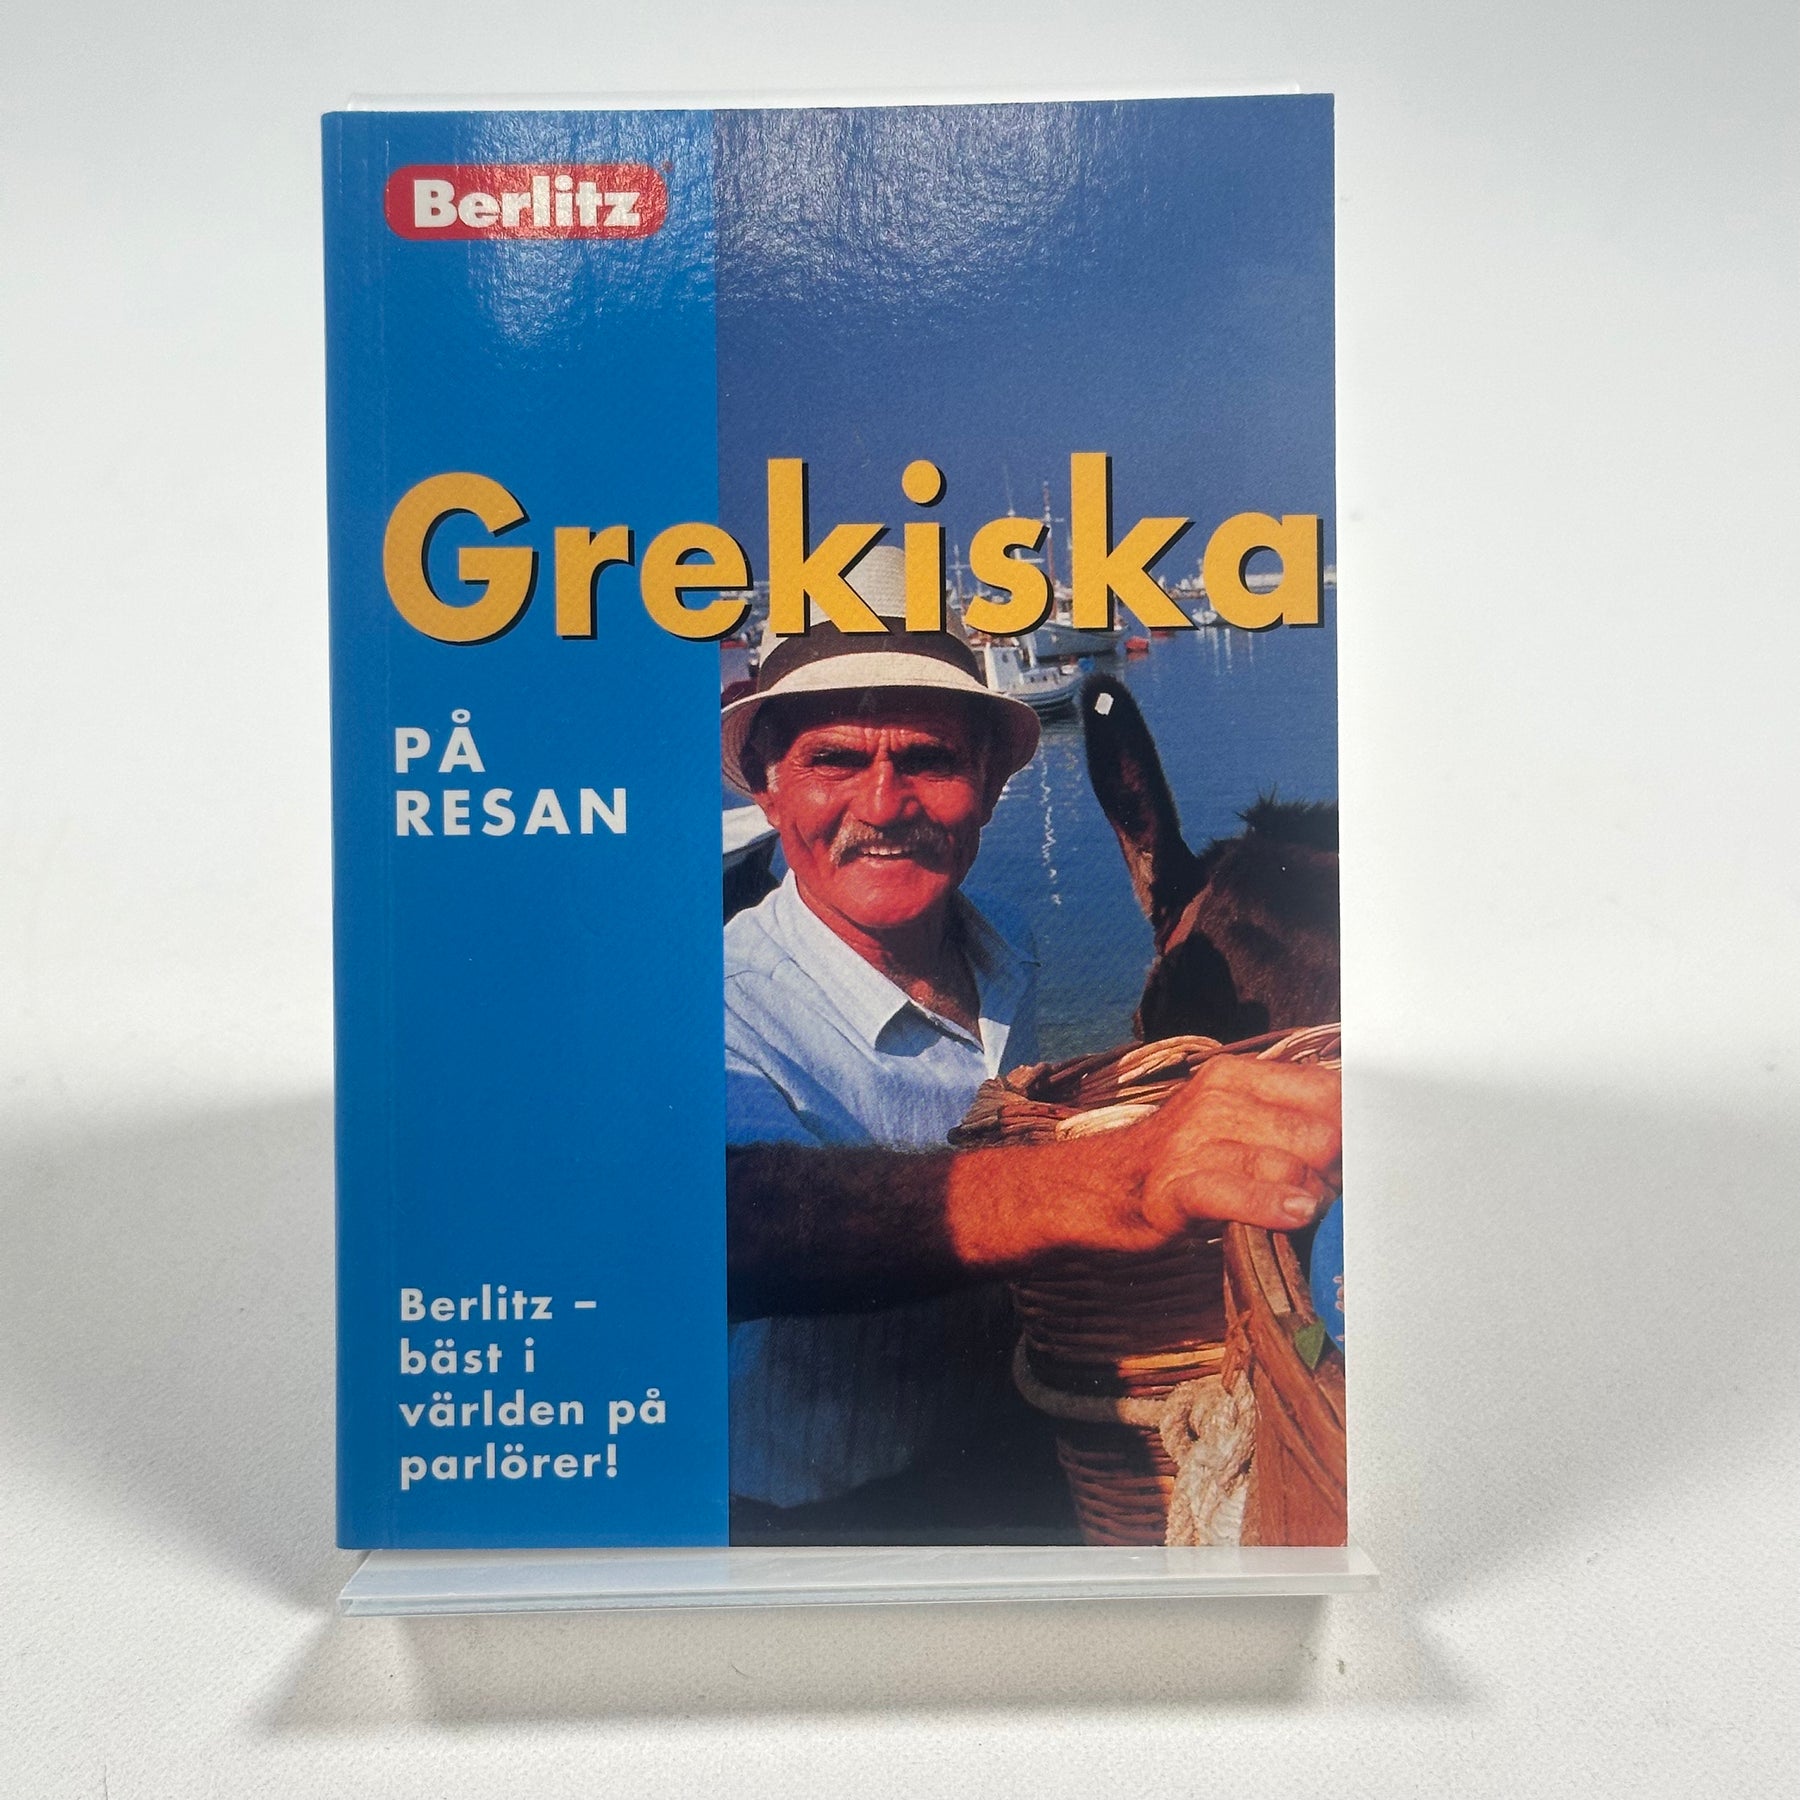 Berlitz
Grekiska
PÅ
RESAN
Berlitz –
bäst i
världen på
parlörer!